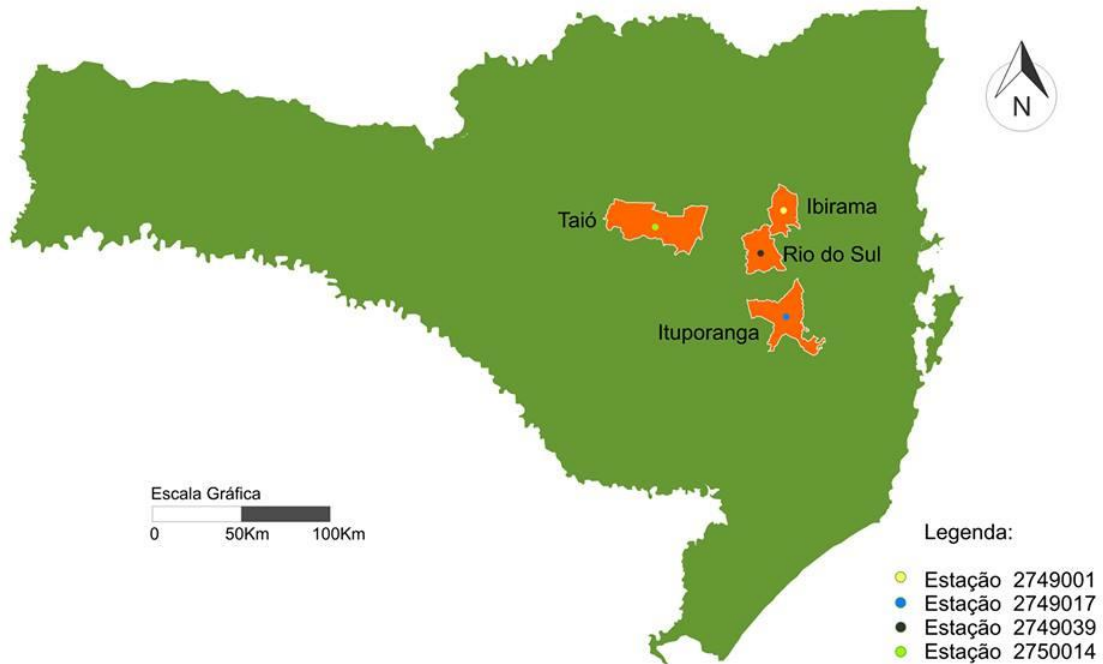 N
Ibirama
Taió
Rio do Sul
Ituporanga
Escala Gráfica
0 50Km 100Km
Legenda:
Estação 2749001
Estação 2749017
Estação 2749039
Estação 2750014